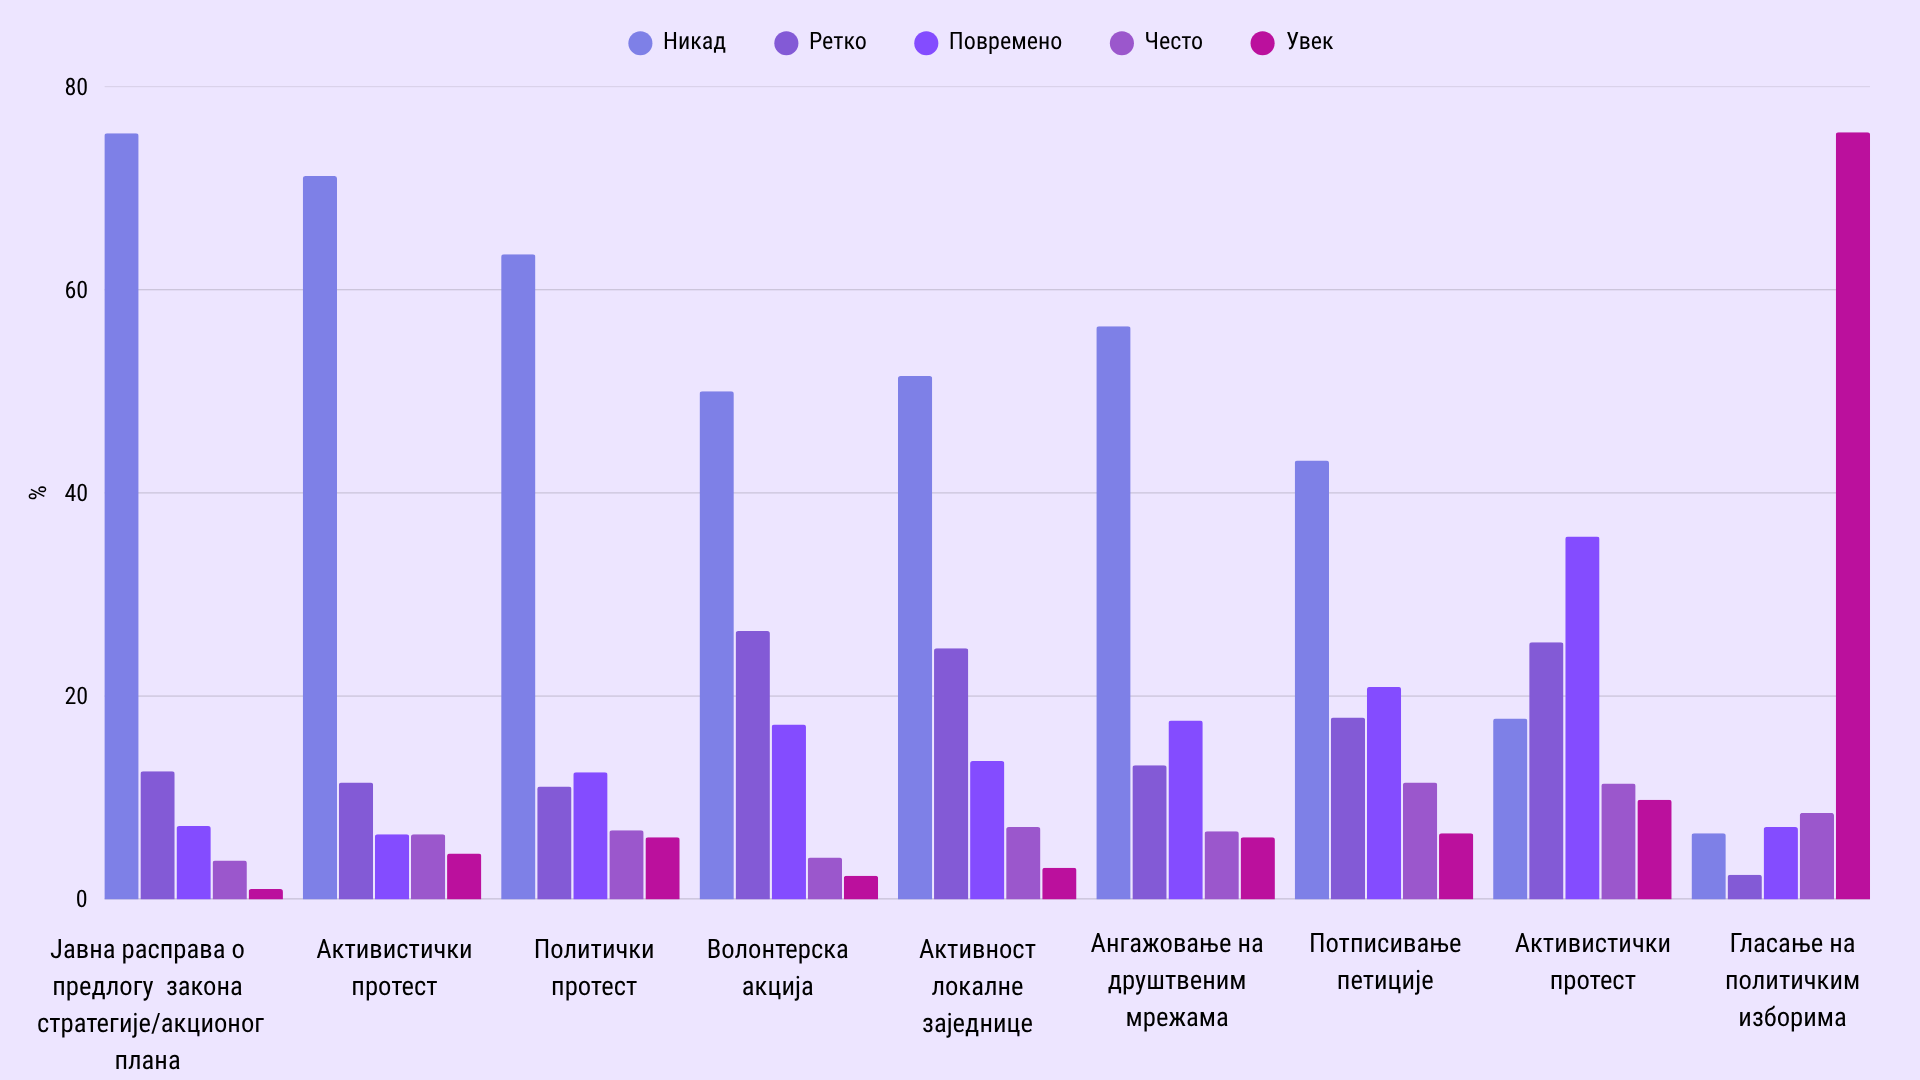 Никад Ретко Повремено Често Увек
80
60
% 40
20
0
Јавна расправа о
предлогу закона
стратегије/акционог
плана
Активистички
протест
Политички
протест
Волонтерска
акција
Активност
локалне
заједнице
Ангажовање на
друштвеним
мрежама
Потписивање
петиције
Активистички
протест
Гласање на
политичким
изборима